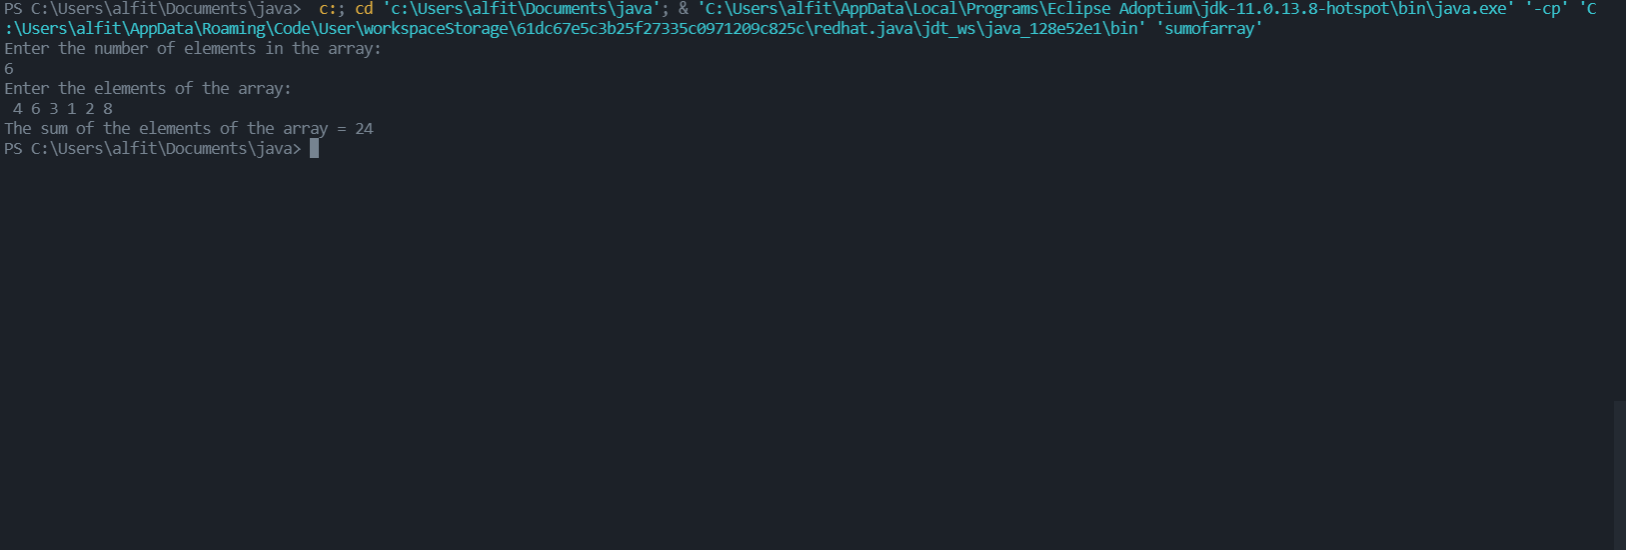 PS C:\Users\alfit\Documents\java>  c:; cd 'c:\Users\alfit\Documents\java'; & 'C:\Users\alfit\AppData\Local\Programs\Eclipse Adoptium\jdk-11.0.13.8-hotspot\bin\java.exe' '-cp' 'C
:\Users\alfit\AppData\Roaming\Code\User\workspaceStorage\61dc67e5c3b25f27335c0971209c825c\redhat.java\jdt_ws\java_128e52e1\bin' 'sumofarray'
Enter the number of elements in the array:
6
Enter the elements of the array:
 4 6 3 1 2 8
The sum of the elements of the array = 24
PS C:\Users\alfit\Documents\java>